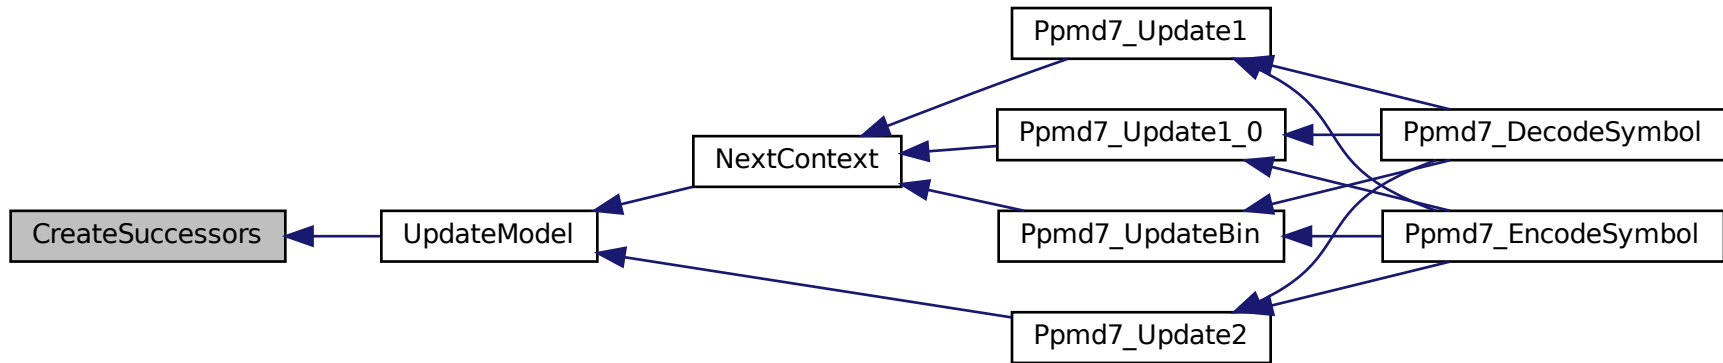 Ppmd7_Update1
Ppmd7_Update1_0
Ppmd7_DecodeSymbol
NextContext
CreateSuccessors
UpdateModel
Ppmd7_UpdateBin
Ppmd7_EncodeSymbol
Ppmd7_Update2